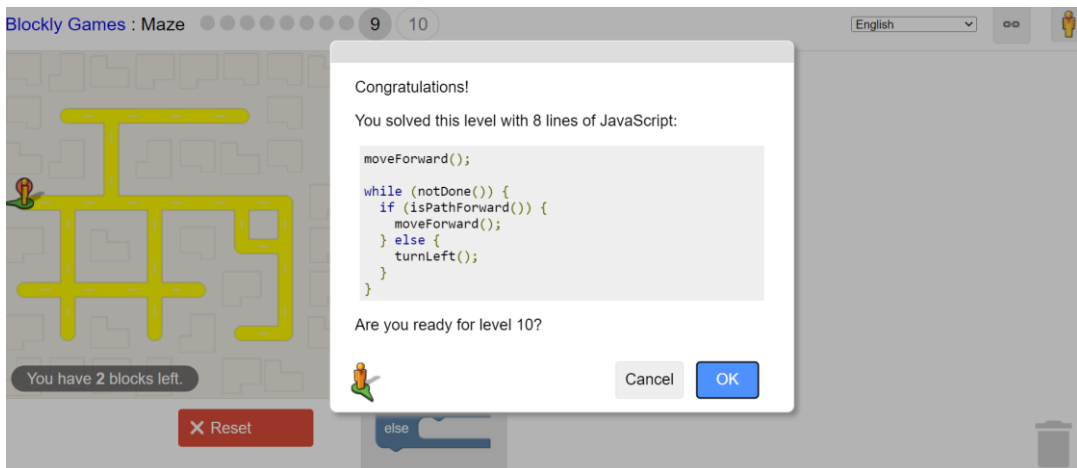 Blockly Games : Maze 9 10 English
Congratulations!
You solved this level with 8 lines of JavaScript:
moveForward();
while (notDone()) {
if (isPathForward()) {
moveForward();
} else {
turnLeft();
}
}
Are you ready for level 10?
You have 2 blocks left.
Cancel OK
Reset
else